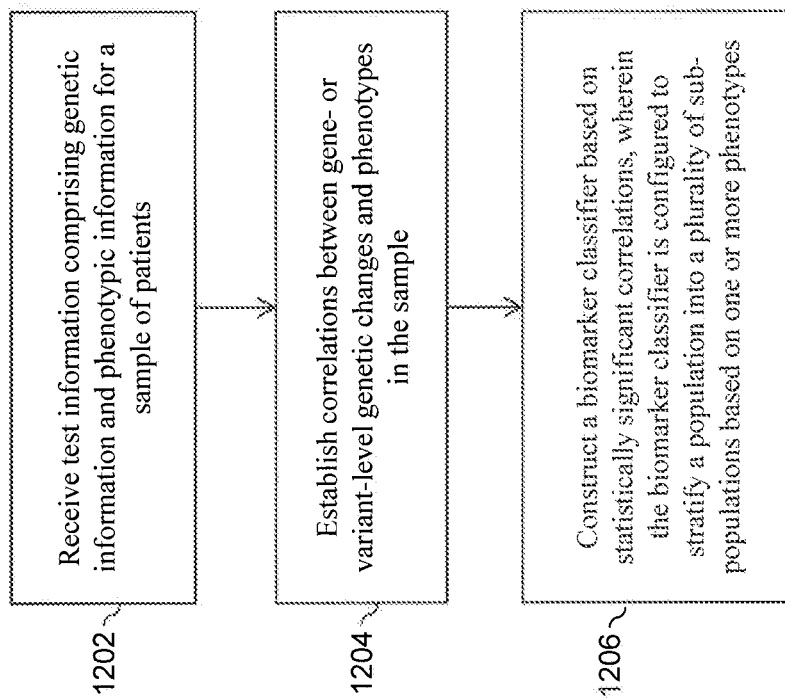 1202
Receive test information comprising genetic
information and phenotypic information for a
sample of patients
1204
Establish correlations between gene- or
variant-level genetic changes and phenotypes
in the sample
1206
Construct a biomarker classifier based on
statistically significant correlations, wherein
the biomarker classifier is configured to
stratify a population into a plurality of sub-
populations based on one or more phenotypes